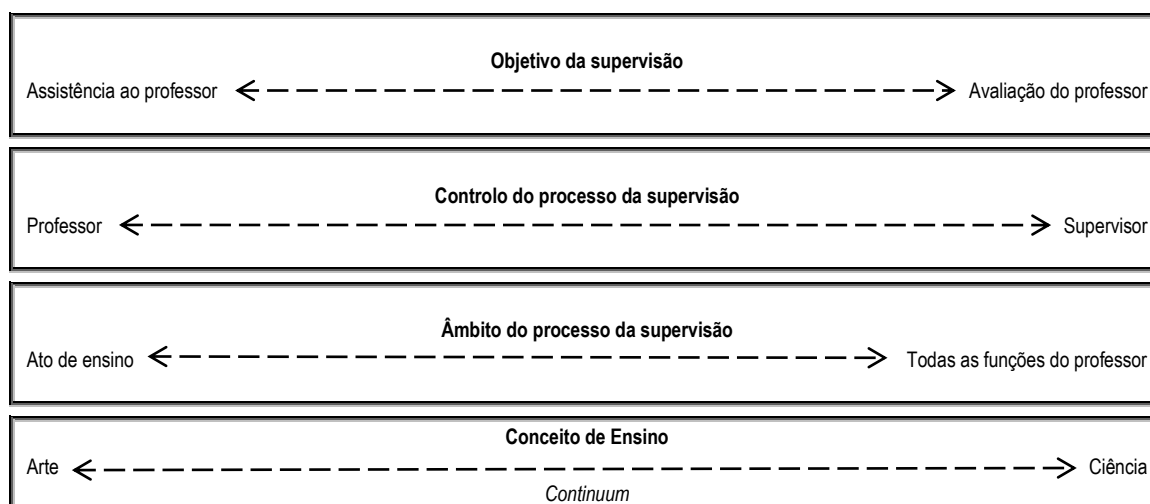 Objetivo da supervisão
Assistência ao professor Avaliação do professor
Controlo do processo da supervisão
Professor Supervisor
Âmbito do processo da supervisão
Ato de ensino Todas as funções do professor
Conceito de Ensino
Arte Ciência
Continuum